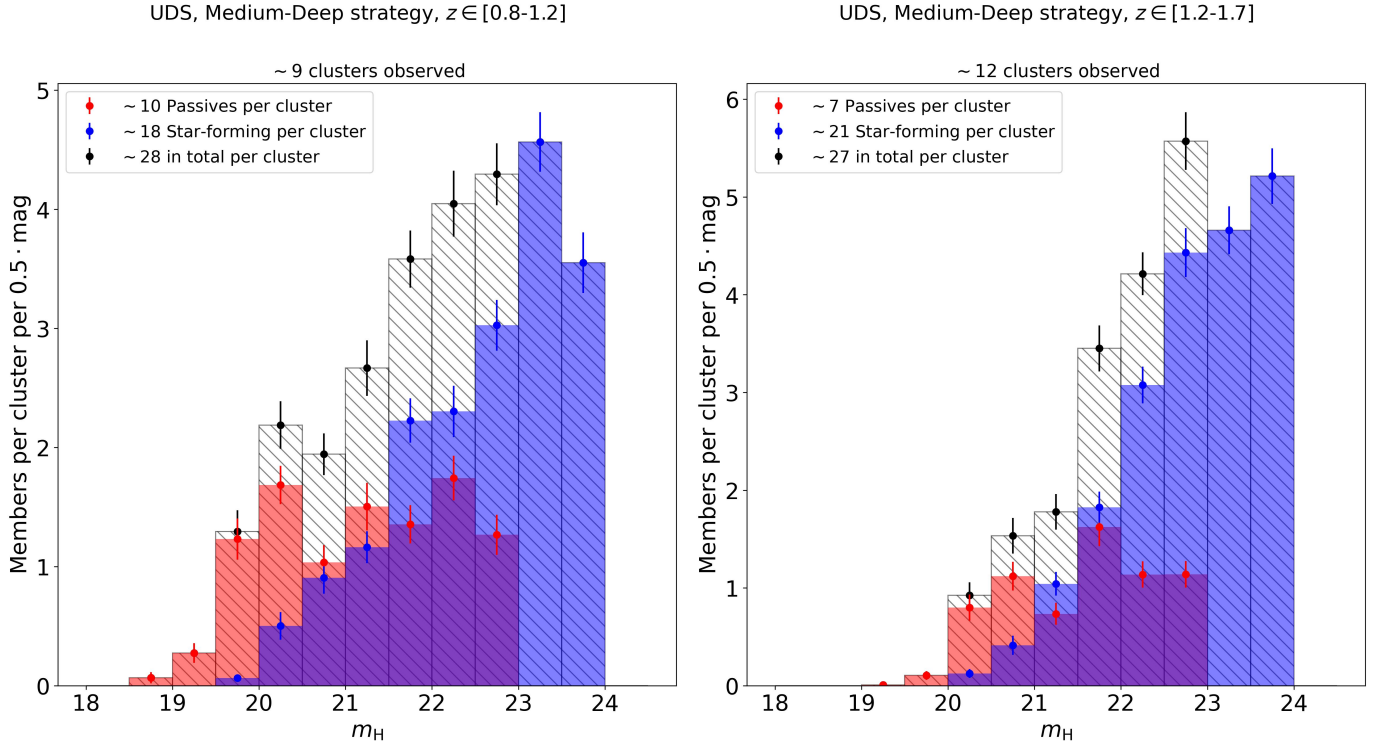 UDS, Medium-Deep strategy, z ∈ [0.8-1.2]
~ 9 clusters observed
~ 10 Passives per cluster
~ 18 Star-forming per cluster
~ 28 in total per cluster
Members per cluster per 0.5 · mag
5
4
3
2
1
0
18 19 20 21 22 23 24
m_H
UDS, Medium-Deep strategy, z ∈ [1.2-1.7]
~ 12 clusters observed
~ 7 Passives per cluster
~ 21 Star-forming per cluster
~ 27 in total per cluster
Members per cluster per 0.5 · mag
6
5
4
3
2
1
0
18 19 20 21 22 23 24
m_H